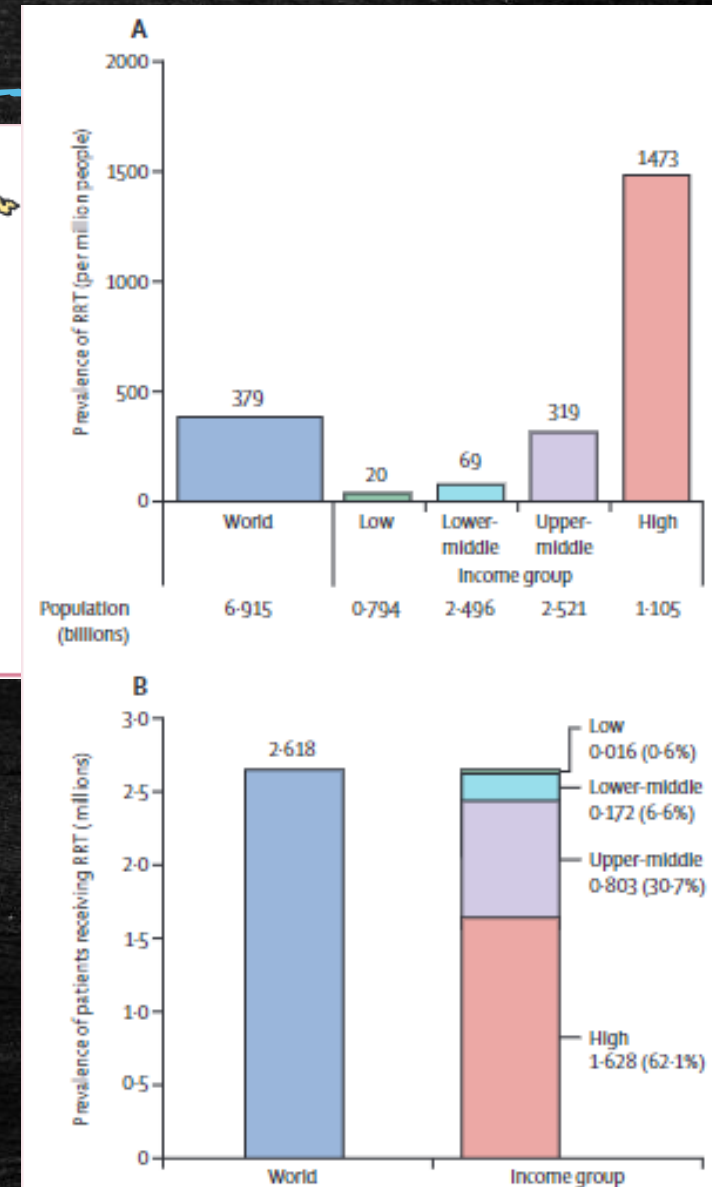 A
2000
1500
1000
500
0
Prevalence of RRT (per million people)
379
20
69
319
1473
World
Low
Lower-
middle
Upper-
middle
High
Income group
Population
(billions)
6·915
0·794
2·496
2·521
1·105
B
3·0
2·5
2·0
1·5
1·0
0·5
0
Prevalence of patients receiving RRT (millions)
2·618
Low
0·016 (0·6%)
Lower-middle
0·172 (6·6%)
Upper-middle
0·803 (30·7%)
High
1·628 (62·1%)
World
Income group